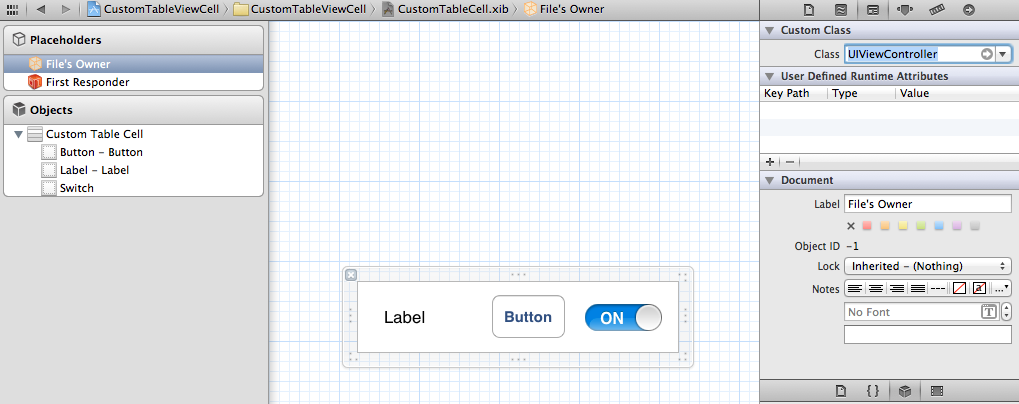 CustomTableViewCell CustomTableViewCell CustomTableCell.xib File's Owner
Placeholders
File's Owner
First Responder
Objects
Custom Table Cell
Button – Button
Label – Label
Switch
Label Button ON
Custom Class
Class UIViewController
User Defined Runtime Attributes
Key Path Type Value
Document
Label File's Owner
Object ID -1
Lock Inherited – (Nothing)
Notes
No Font T